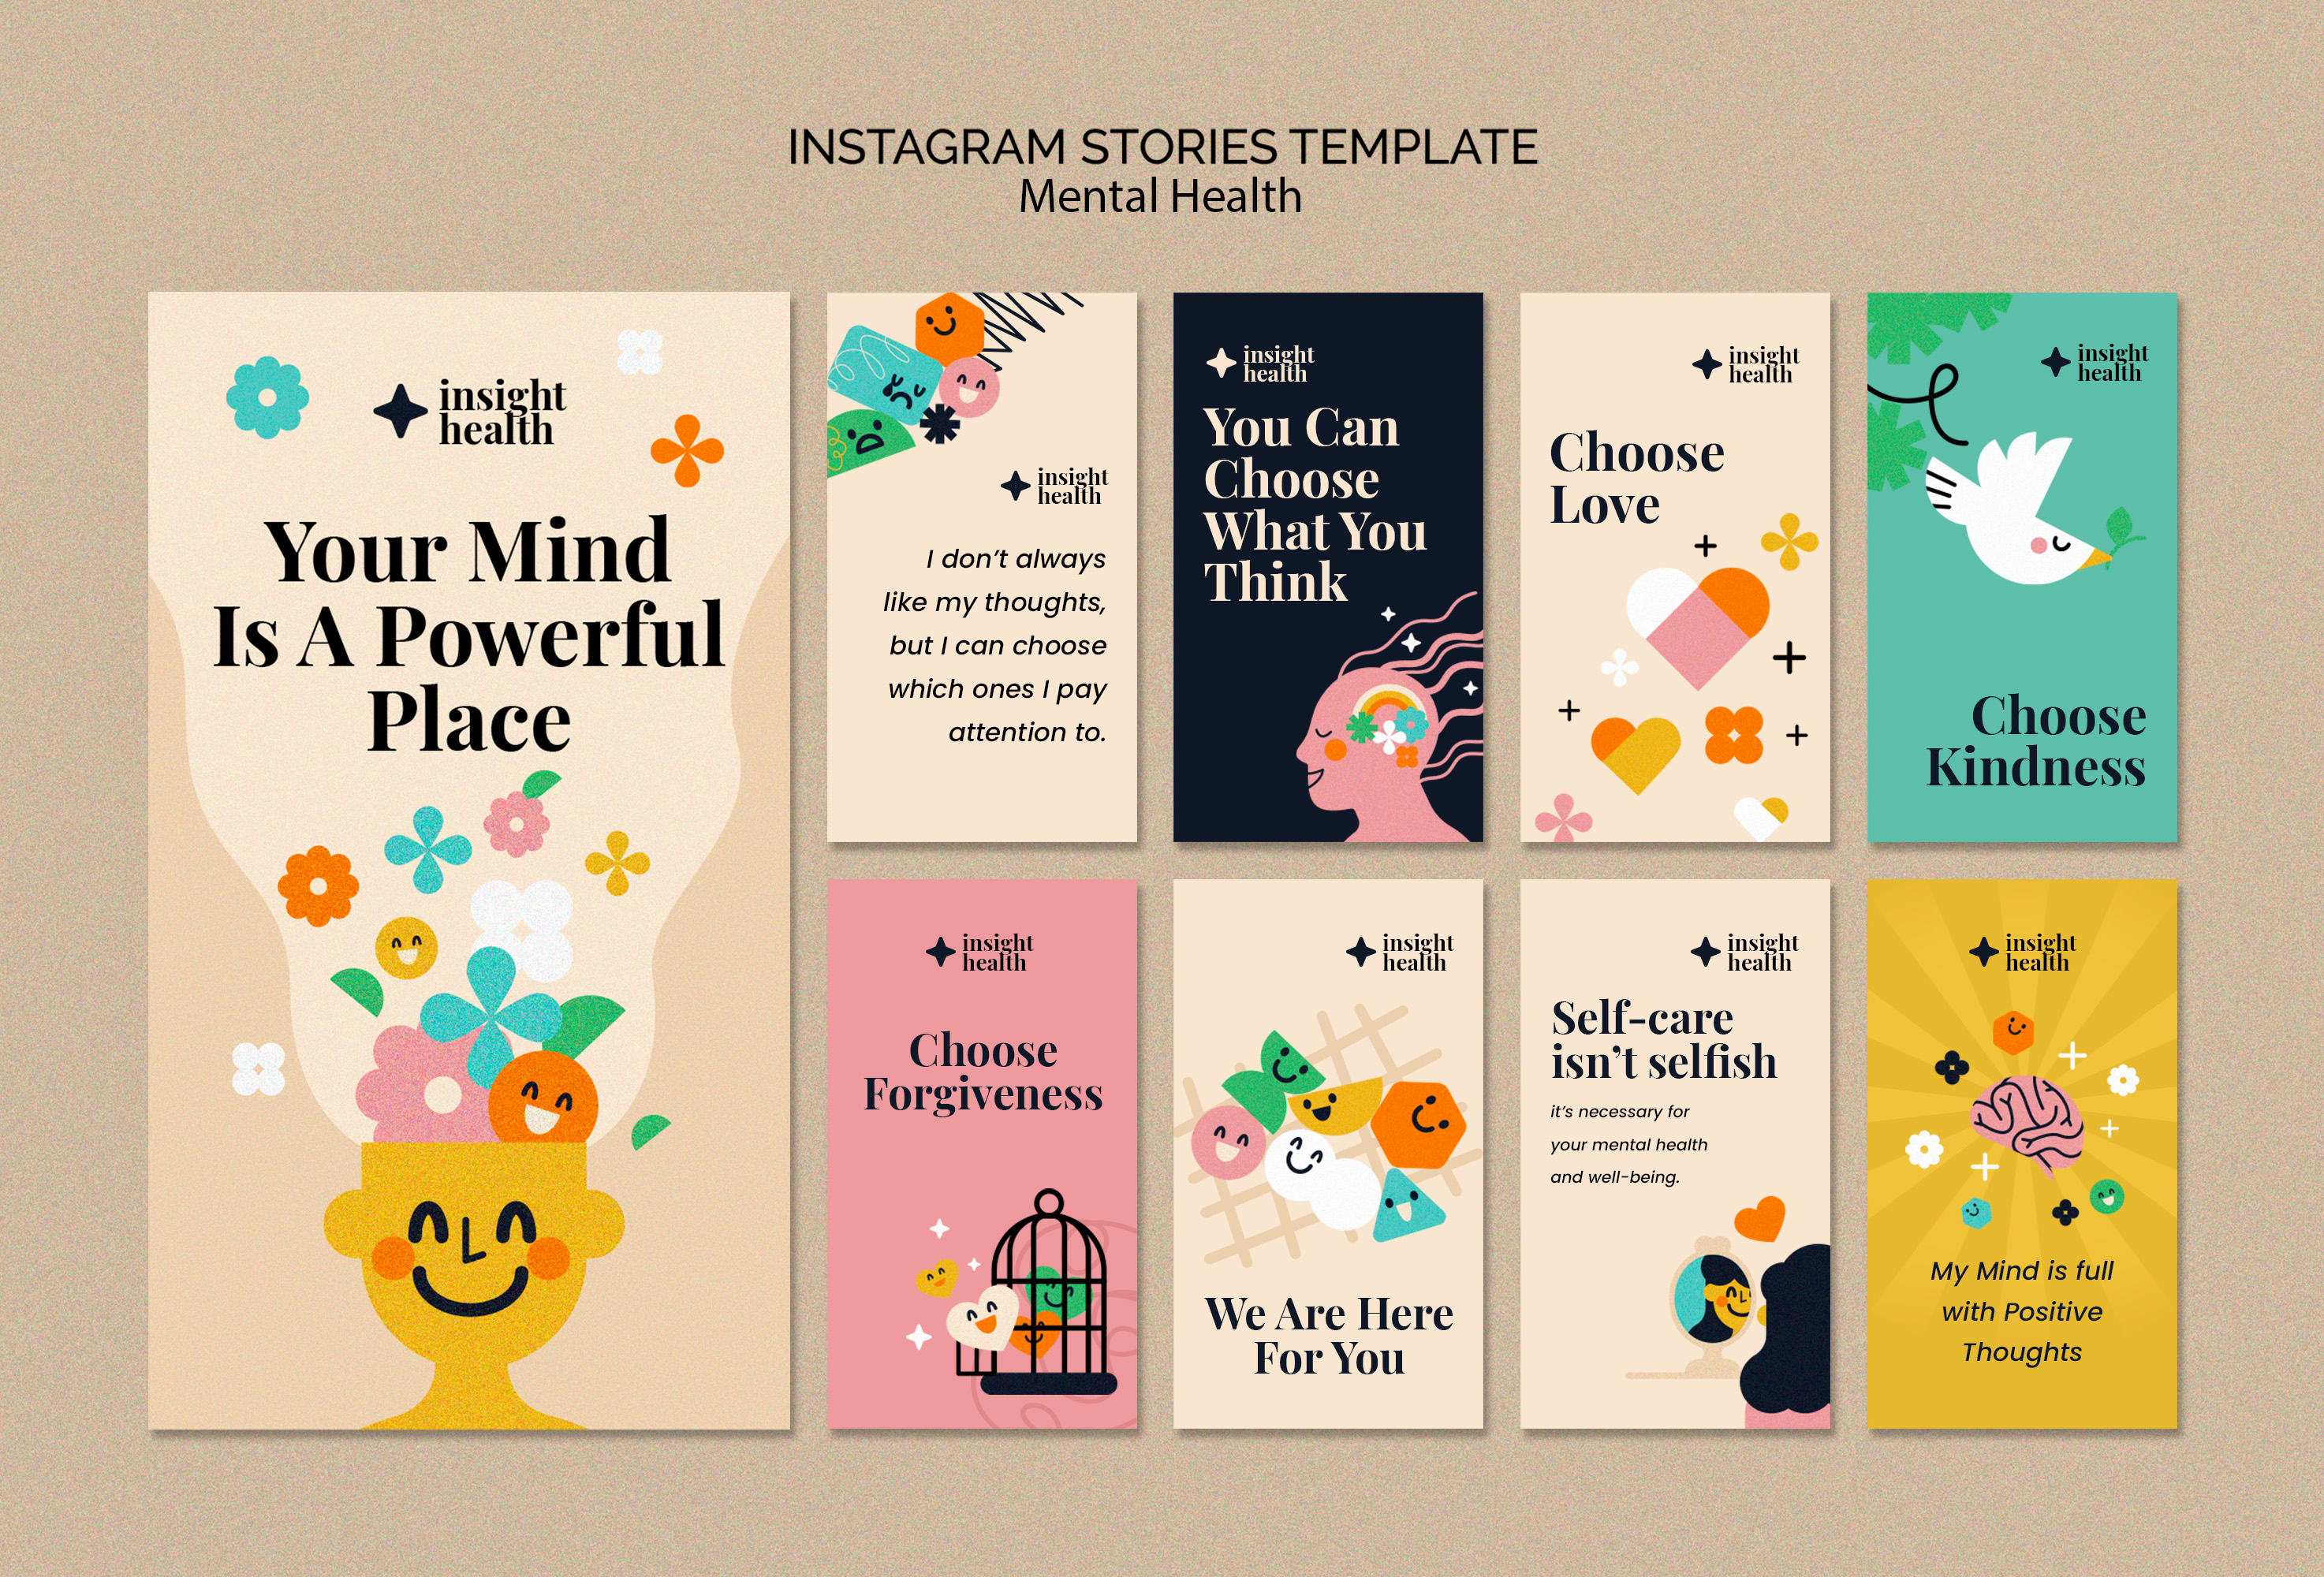 INSTAGRAM STORIES TEMPLATE
Mental Health
insight
health
Your Mind
Is A Powerful
Place
insight
health
I don’t always
like my thoughts,
but I can choose
which ones I pay
attention to.
insight
health
You Can
Choose
What You
Think
insight
health
Choose
Love
insight
health
Choose
Kindness
insight
health
Choose
Forgiveness
insight
health
We Are Here
For You
insight
health
Self-care
isn’t selfish
it’s necessary for
your mental health
and well-being.
insight
health
My Mind is full
with Positive
Thoughts